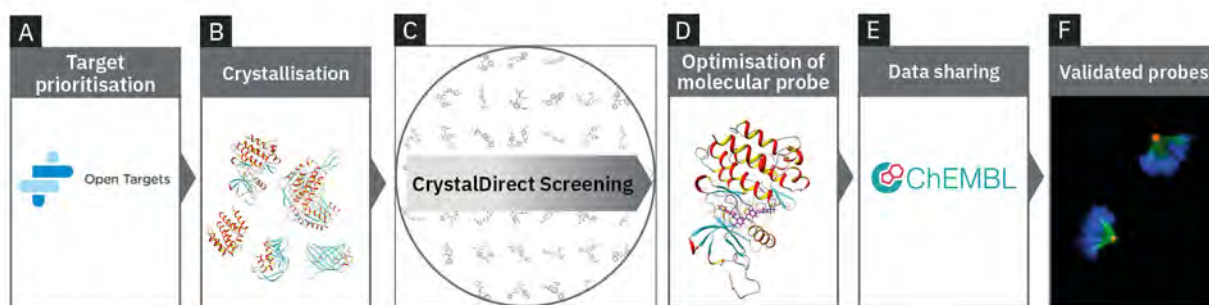 A
Target
prioritisation
Open Targets
B
Crystallisation
C
CrystalDirect Screening
D
Optimisation of
molecular probe
E
Data sharing
ChEMBL
F
Validated probes